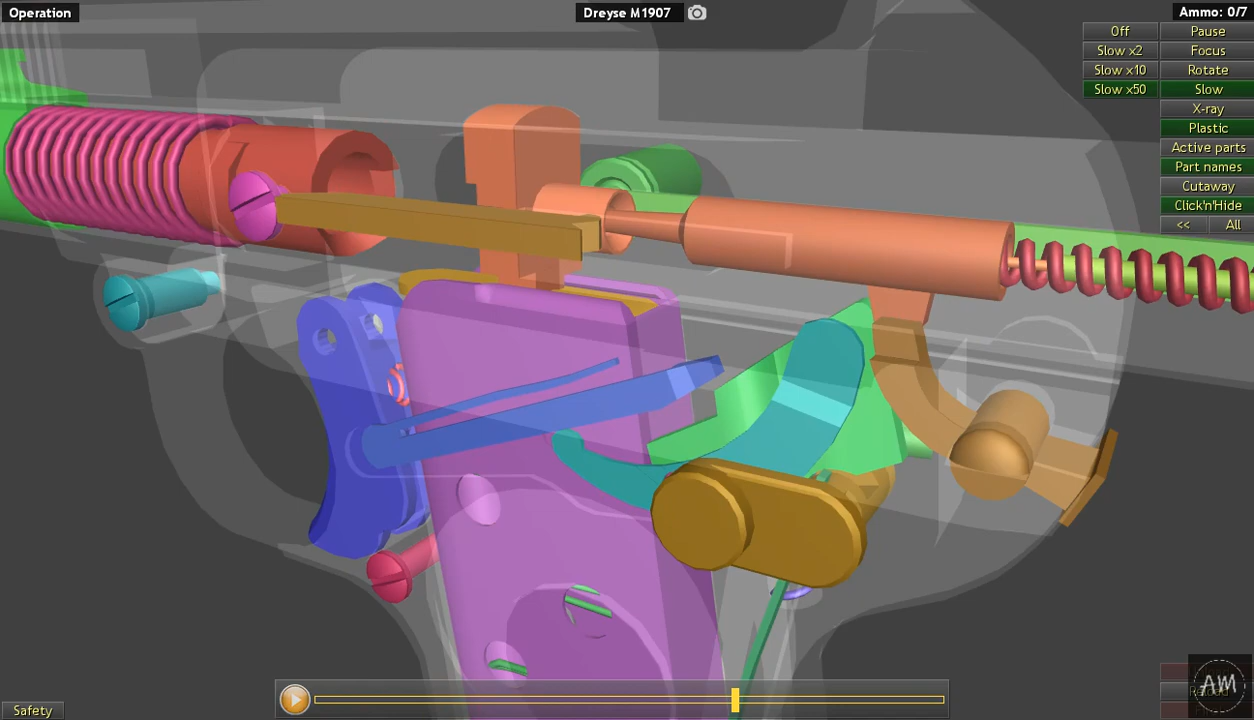 Operation
Dreyse M1907
Ammo: 0/7
Off
Pause
Slow x2
Focus
Slow x10
Rotate
Slow x50
Slow
X-ray
Plastic
Active parts
Part names
Cutaway
Click'n'Hide
<<
All
Safety
AW